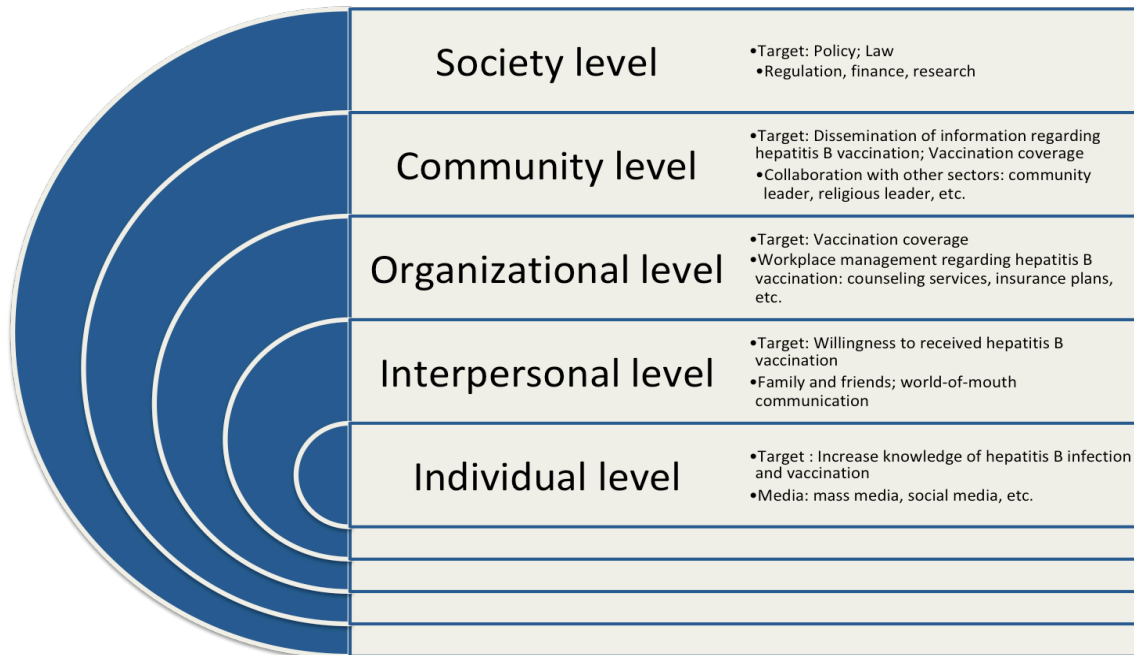 Society level
•Target: Policy; Law
•Regulation, finance, research
Community level
•Target: Dissemination of information regarding
hepatitis B vaccination; Vaccination coverage
•Collaboration with other sectors: community
leader, religious leader, etc.
Organizational level
•Target: Vaccination coverage
•Workplace management regarding hepatitis B
vaccination: counseling services, insurance plans,
etc.
Interpersonal level
•Target: Willingness to received hepatitis B
vaccination
•Family and friends; world-of-mouth
communication
Individual level
•Target : Increase knowledge of hepatitis B infection
and vaccination
•Media: mass media, social media, etc.